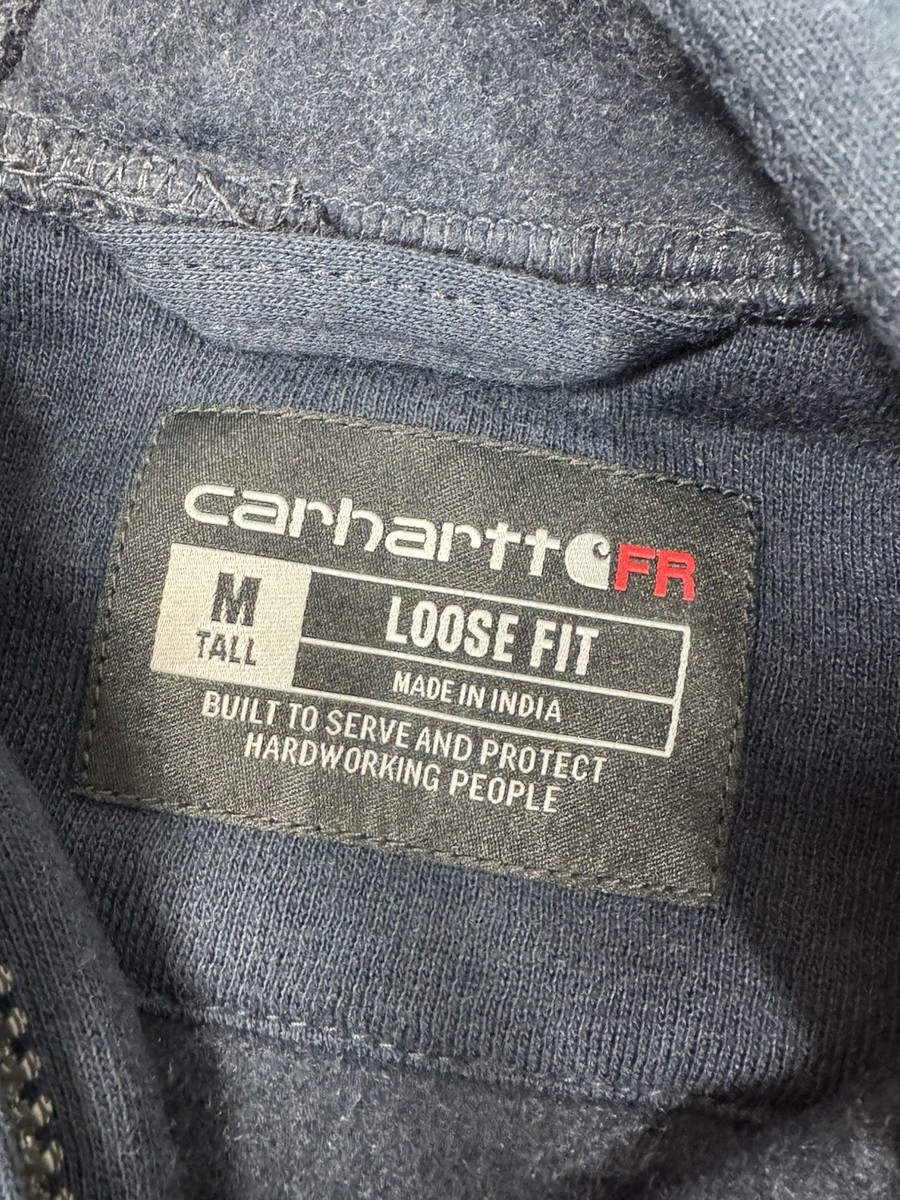 carhartt FR
M
TALL
LOOSE FIT
MADE IN INDIA
BUILT TO SERVE AND PROTECT
HARDWORKING PEOPLE